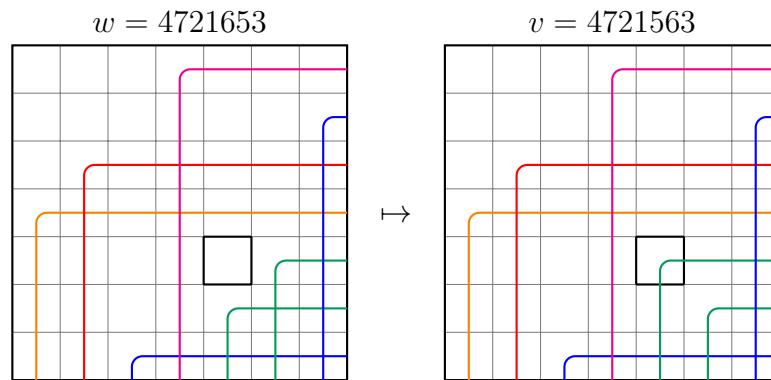 w = 4721653
v = 4721563
↦